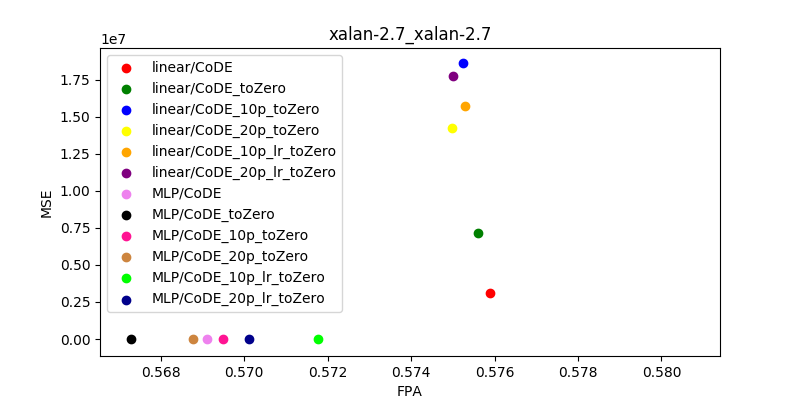 xalan-2.7_xalan-2.7
1e7
linear/CoDE
linear/CoDE_toZero
linear/CoDE_10p_toZero
linear/CoDE_20p_toZero
linear/CoDE_10p_lr_toZero
linear/CoDE_20p_lr_toZero
MLP/CoDE
MLP/CoDE_toZero
MLP/CoDE_10p_toZero
MLP/CoDE_20p_toZero
MLP/CoDE_10p_lr_toZero
MLP/CoDE_20p_lr_toZero
MSE
1.75
1.50
1.25
1.00
0.75
0.50
0.25
0.00
0.568 0.570 0.572 0.574 0.576 0.578 0.580
FPA